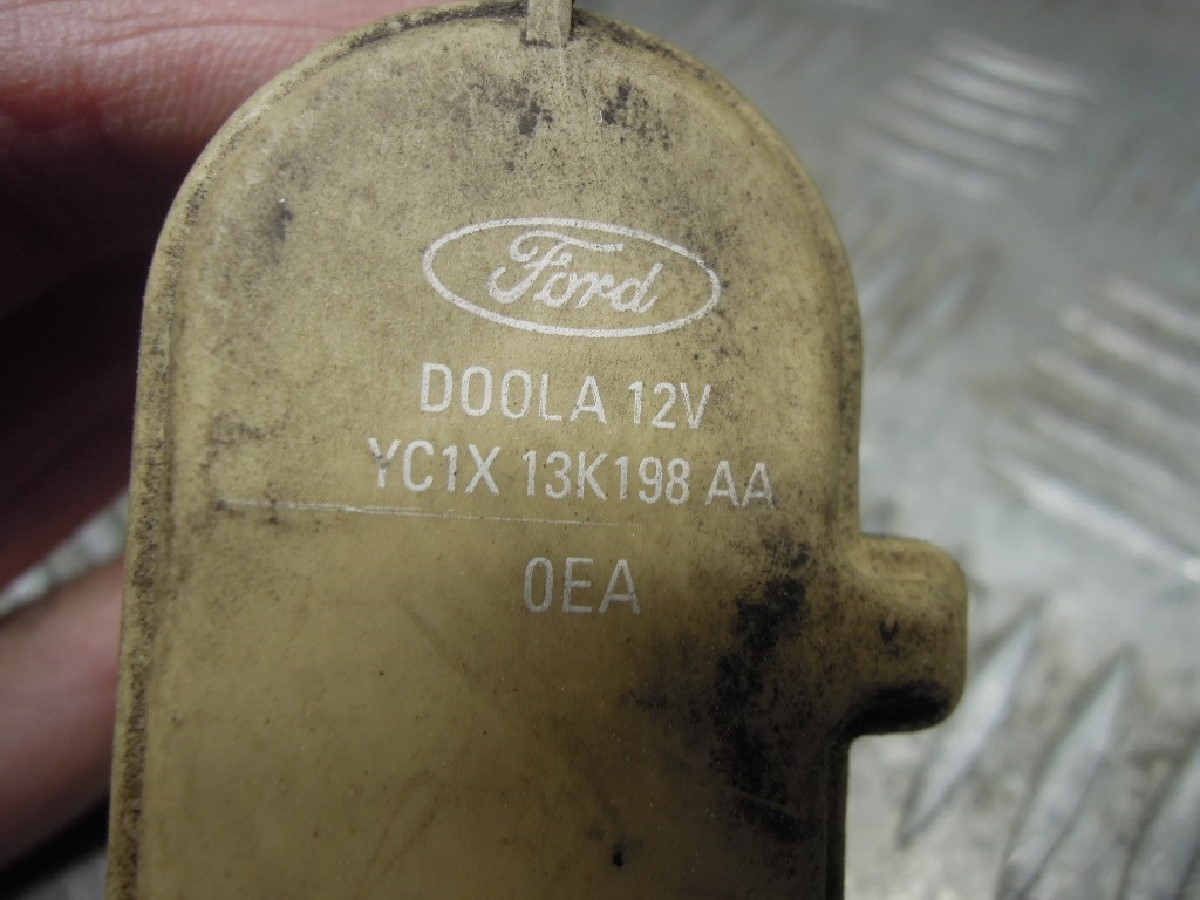 Ford
DOOLA 12V
YC1X 13K198 AA
0EA